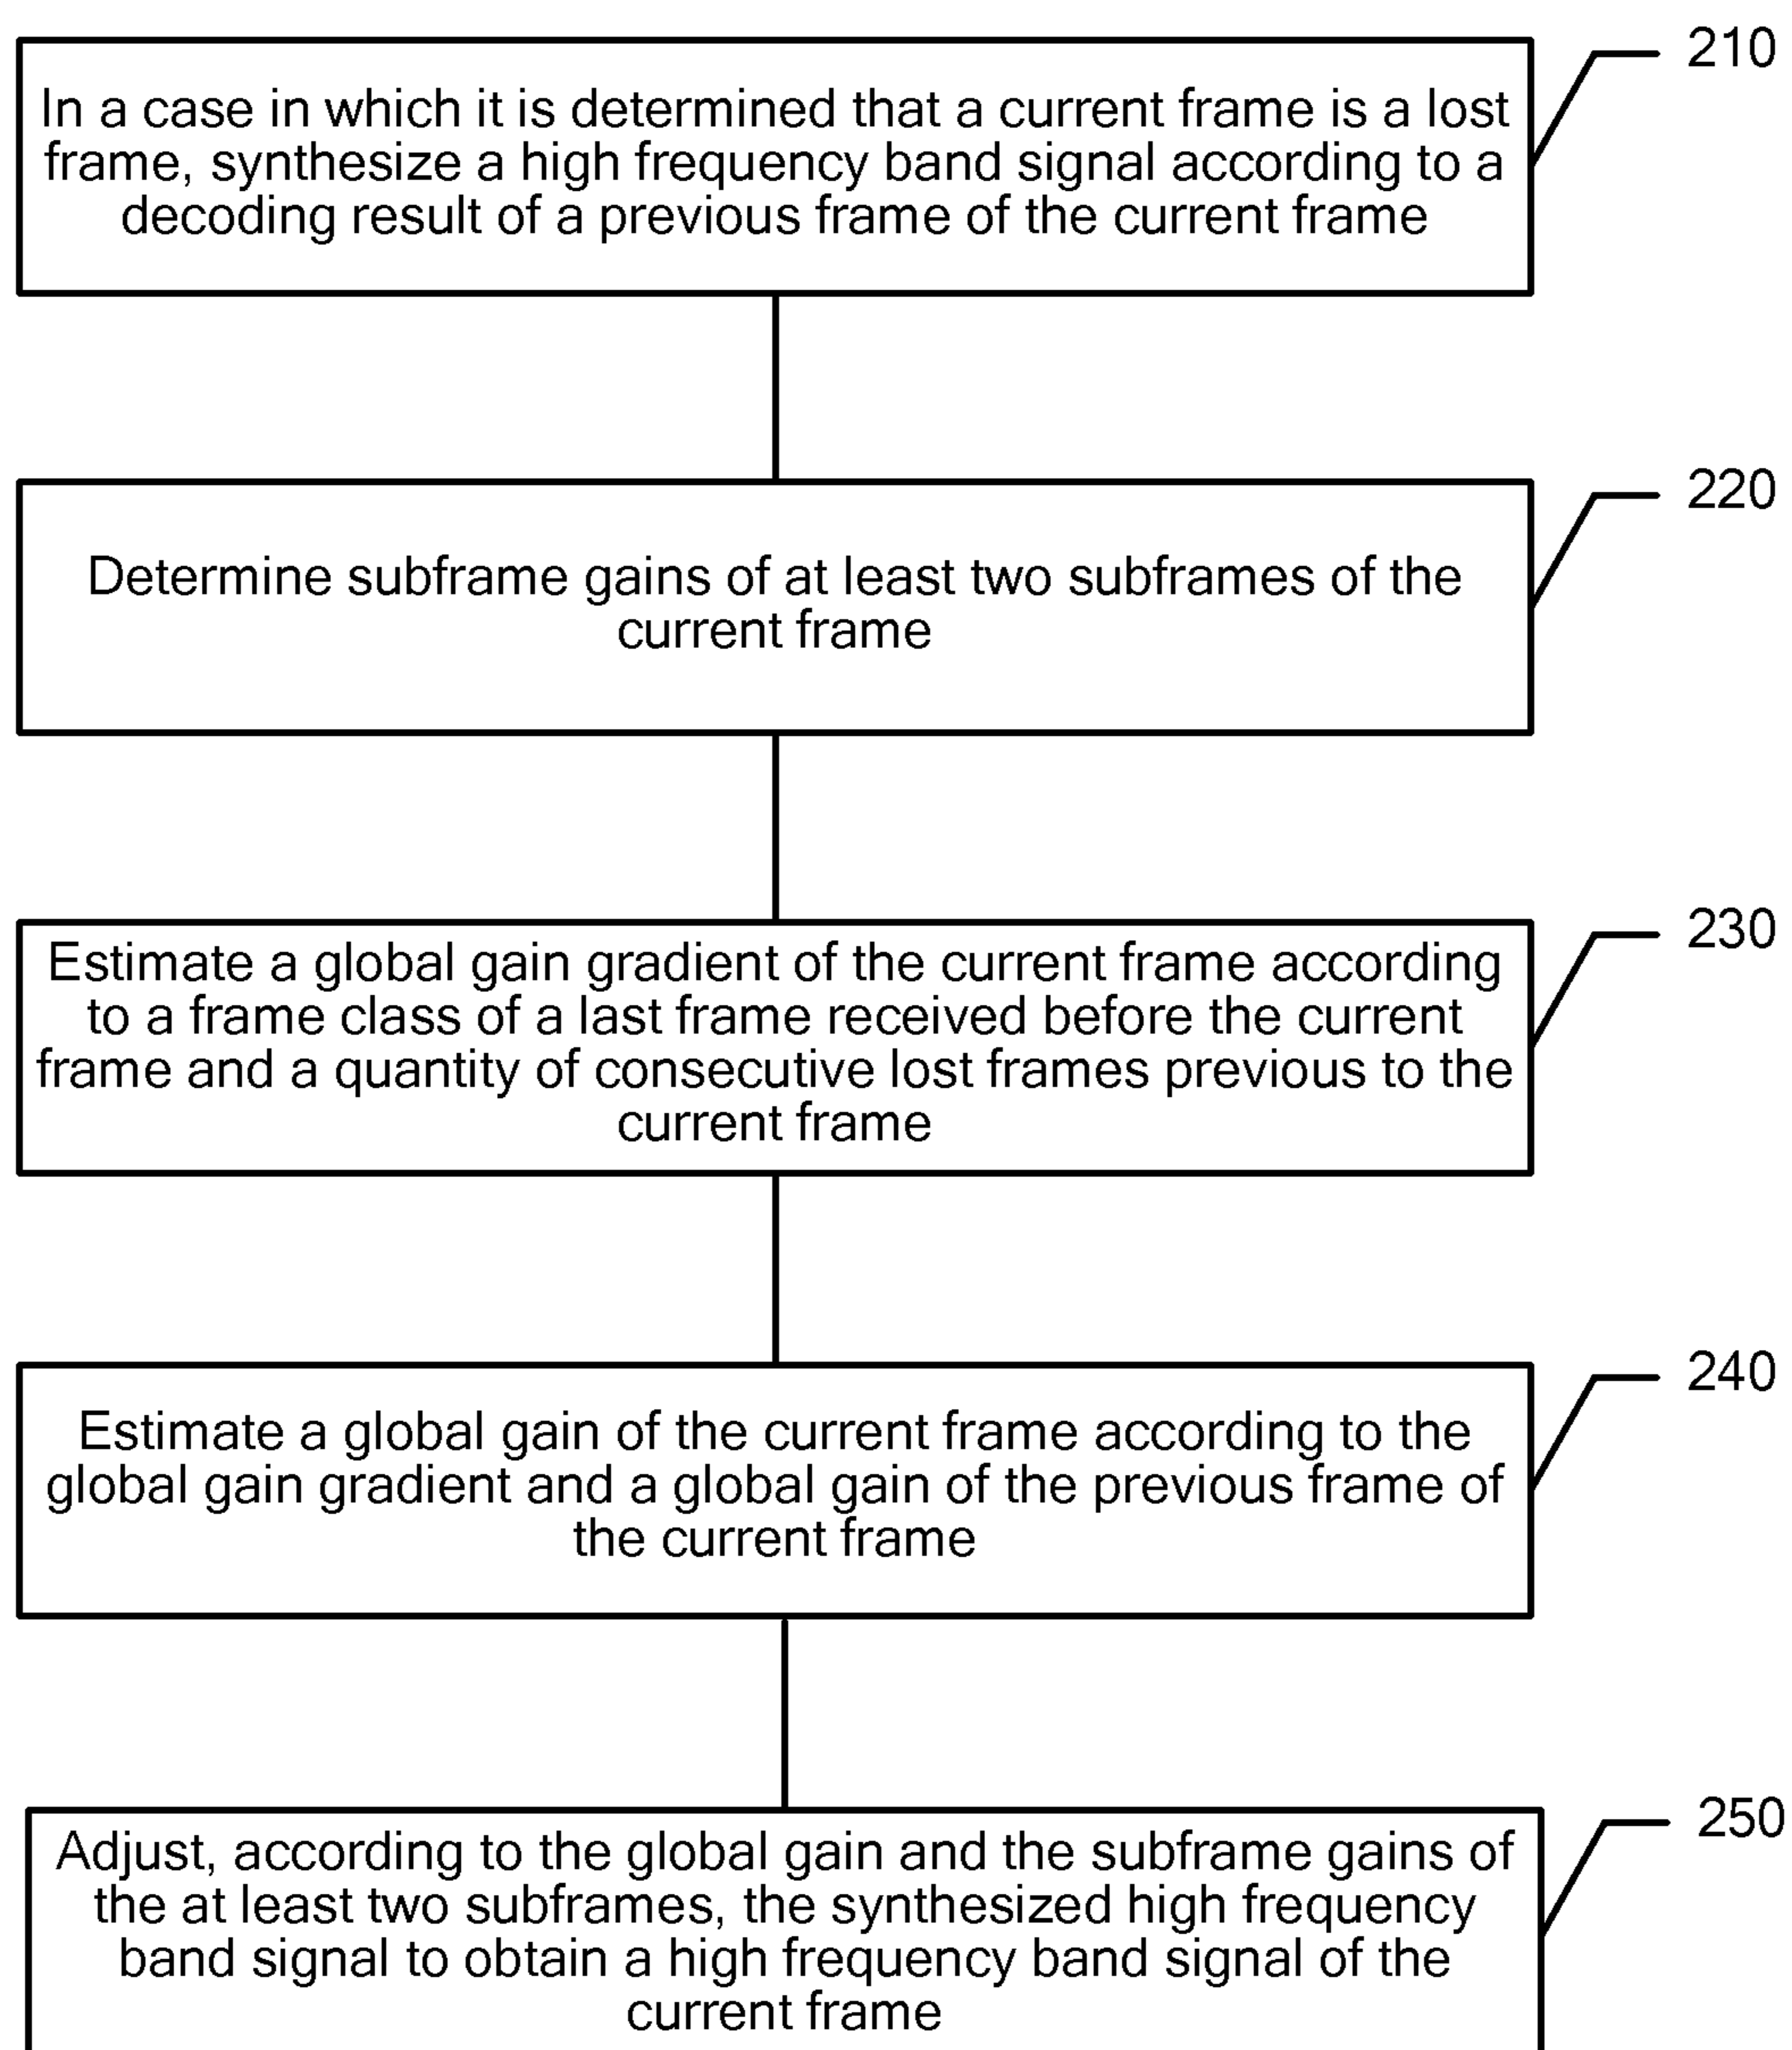 210
In a case in which it is determined that a current frame is a lost
frame, synthesize a high frequency band signal according to a
decoding result of a previous frame of the current frame
220
Determine subframe gains of at least two subframes of the
current frame
230
Estimate a global gain gradient of the current frame according
to a frame class of a last frame received before the current
frame and a quantity of consecutive lost frames previous to the
current frame
240
Estimate a global gain of the current frame according to the
global gain gradient and a global gain of the previous frame of
the current frame
250
Adjust, according to the global gain and the subframe gains of
the at least two subframes, the synthesized high frequency
band signal to obtain a high frequency band signal of the
current frame